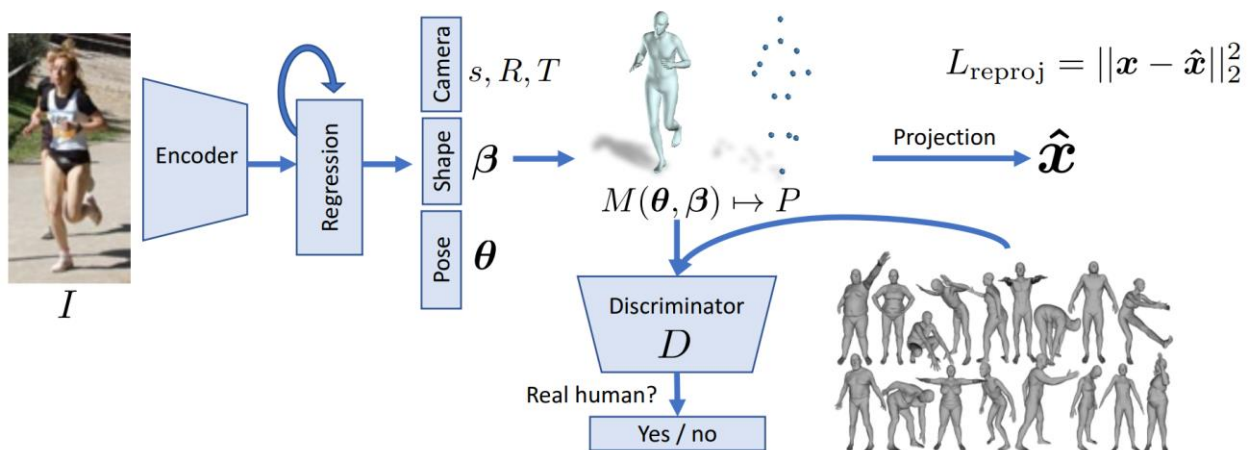 I
Encoder
Regression
Camera
s, R, T
Shape
β
Pose
θ
M(θ, β) ↦ P
L_reproj = ||x − x̂||₂²
Projection
x̂
Discriminator
D
Real human?
Yes / no